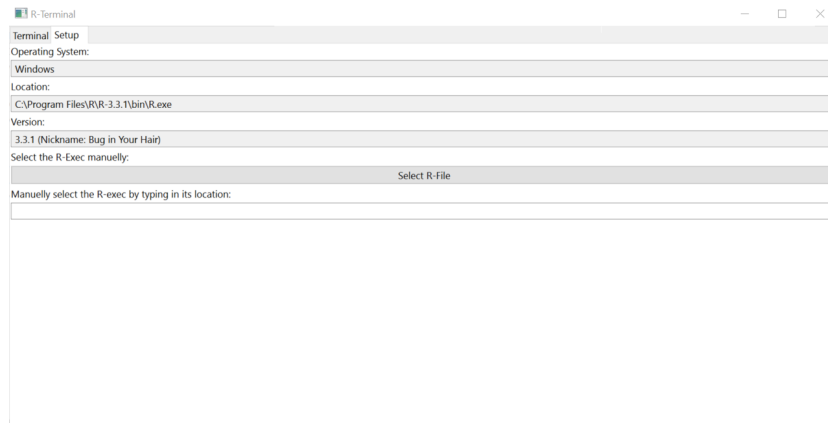 R-Terminal
Terminal Setup
Operating System:
Windows
Location:
C:\Program Files\R\R-3.3.1\bin\R.exe
Version:
3.3.1 (Nickname: Bug in Your Hair)
Select the R-Exec manuelly:
Select R-File
Manuelly select the R-exec by typing in its location: